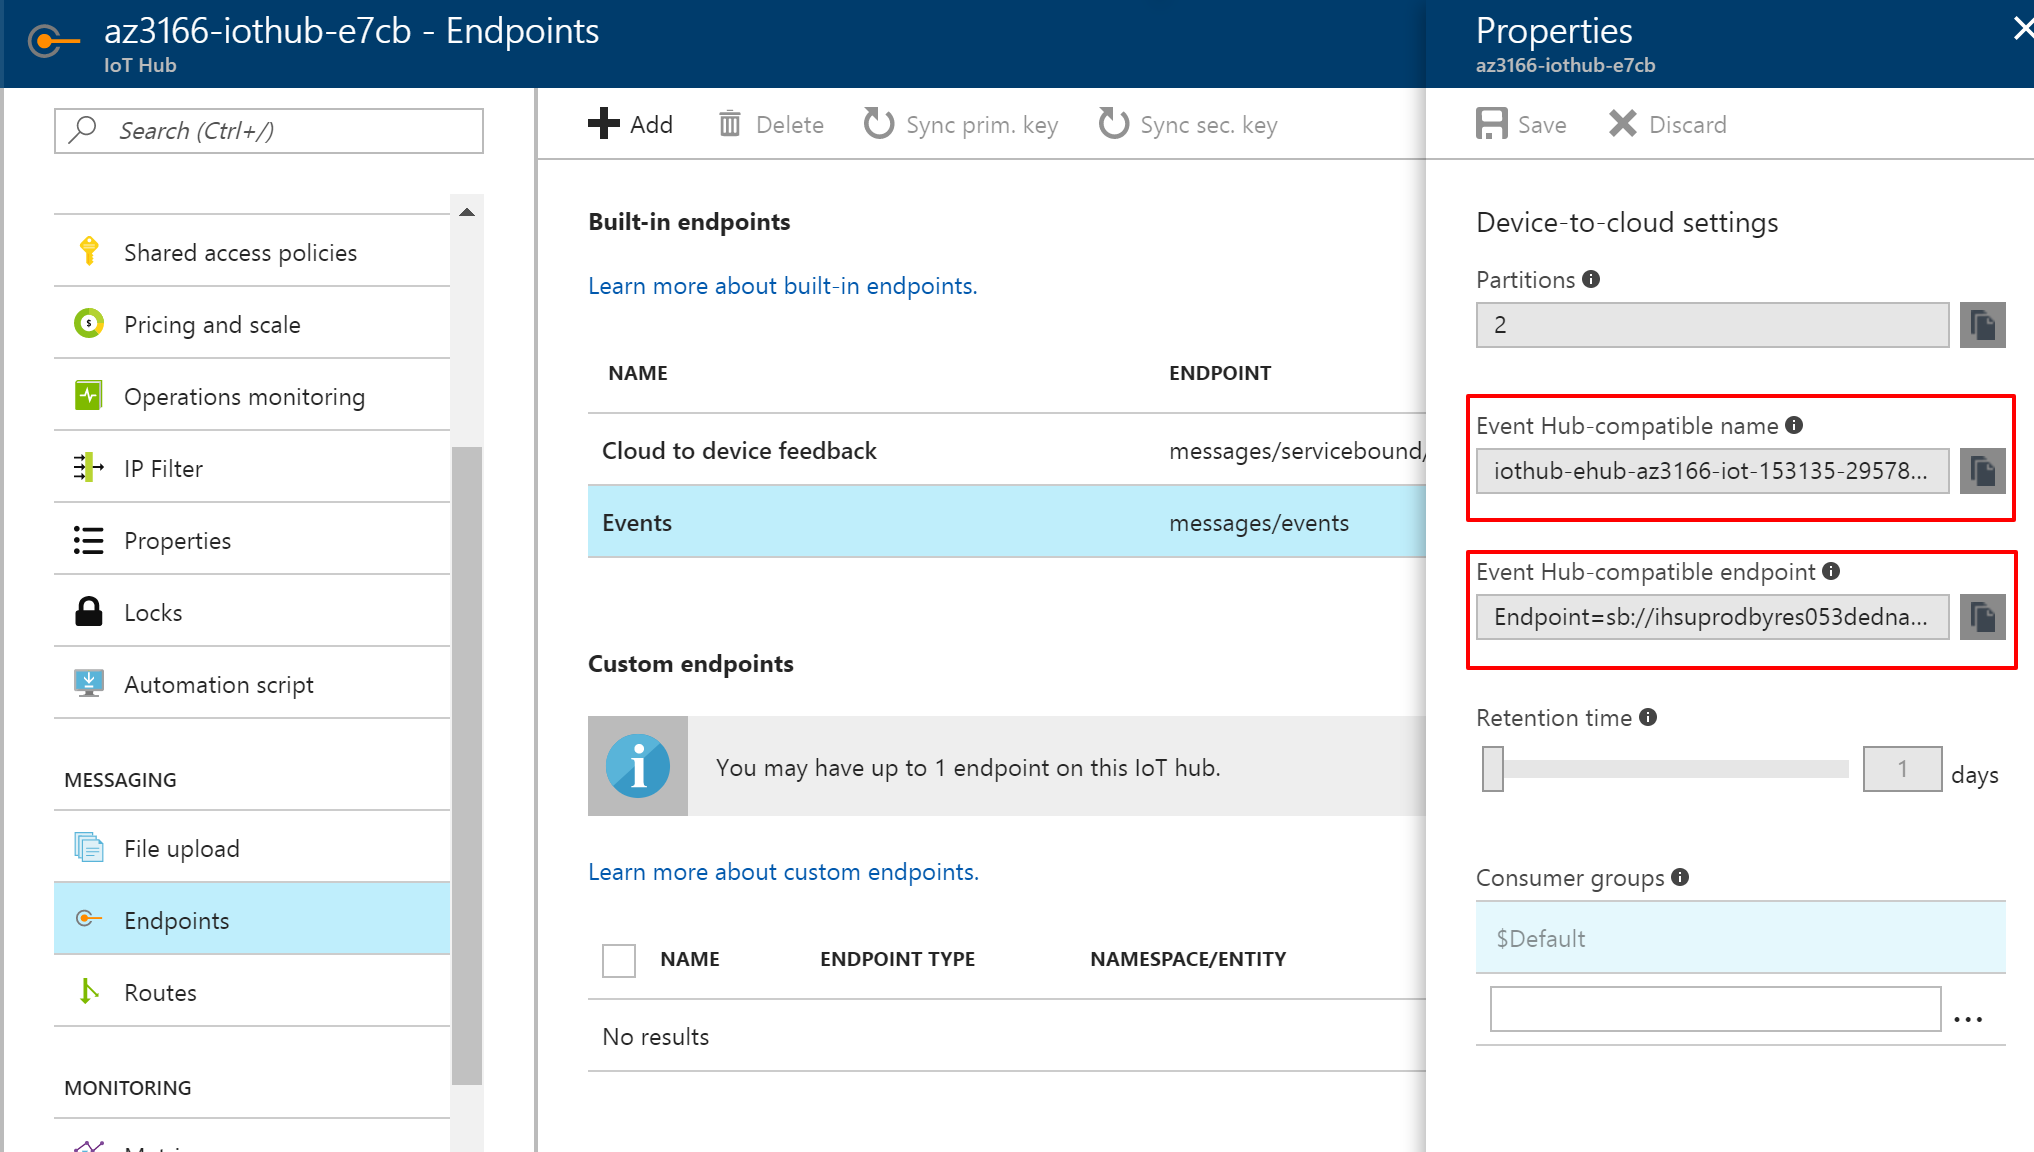 az3166-iothub-e7cb - Endpoints
IoT Hub
Search (Ctrl+/)
Shared access policies
Pricing and scale
Operations monitoring
IP Filter
Properties
Locks
Automation script
MESSAGING
File upload
Endpoints
Routes
MONITORING
Add
Delete
Sync prim. key
Sync sec. key
Built-in endpoints
Learn more about built-in endpoints.
NAME ENDPOINT
Cloud to device feedback messages/servicebound/
Events messages/events
Custom endpoints
You may have up to 1 endpoint on this IoT hub.
Learn more about custom endpoints.
NAME ENDPOINT TYPE NAMESPACE/ENTITY
No results
Properties
az3166-iothub-e7cb
Save
Discard
Device-to-cloud settings
Partitions
2
Event Hub-compatible name
iothub-ehub-az3166-iot-153135-29578...
Event Hub-compatible endpoint
Endpoint=sb://ihsuprodbyres053dedna...
Retention time
1 days
Consumer groups
$Default
...